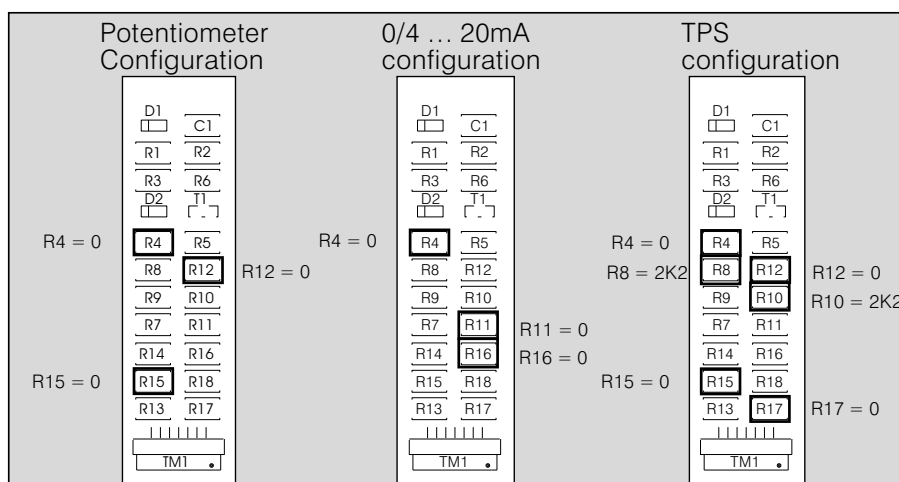 Potentiometer
Configuration
D1
C1
R1 R2
R3 R6
D2 T1
R4 = 0 R4 R5
R8 R12 R12 = 0
R9 R10
R7 R11
R14 R16
R15 = 0 R15 R18
R13 R17
TM1
0/4 … 20mA
configuration
D1
C1
R1 R2
R3 R6
D2 T1
R4 = 0 R4 R5
R8 R12
R9 R10
R7 R11 R11 = 0
R14 R16 R16 = 0
R15 R18
R13 R17
TM1
TPS
configuration
D1
C1
R1 R2
R3 R6
D2 T1
R4 = 0 R4 R5
R8 = 2K2 R8 R12 R12 = 0
R9 R10 R10 = 2K2
R7 R11
R14 R16
R15 = 0 R15 R18
R13 R17 R17 = 0
TM1